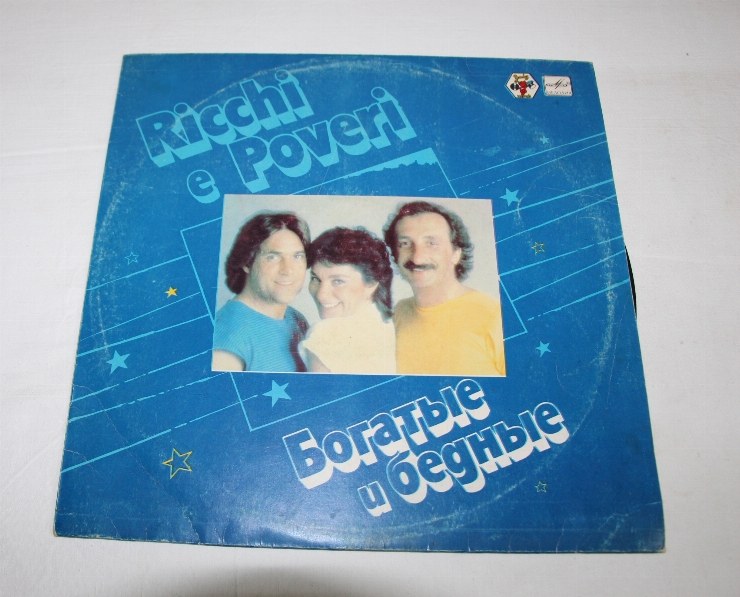 Ricchi
e Poveri
Богатые
и бедные